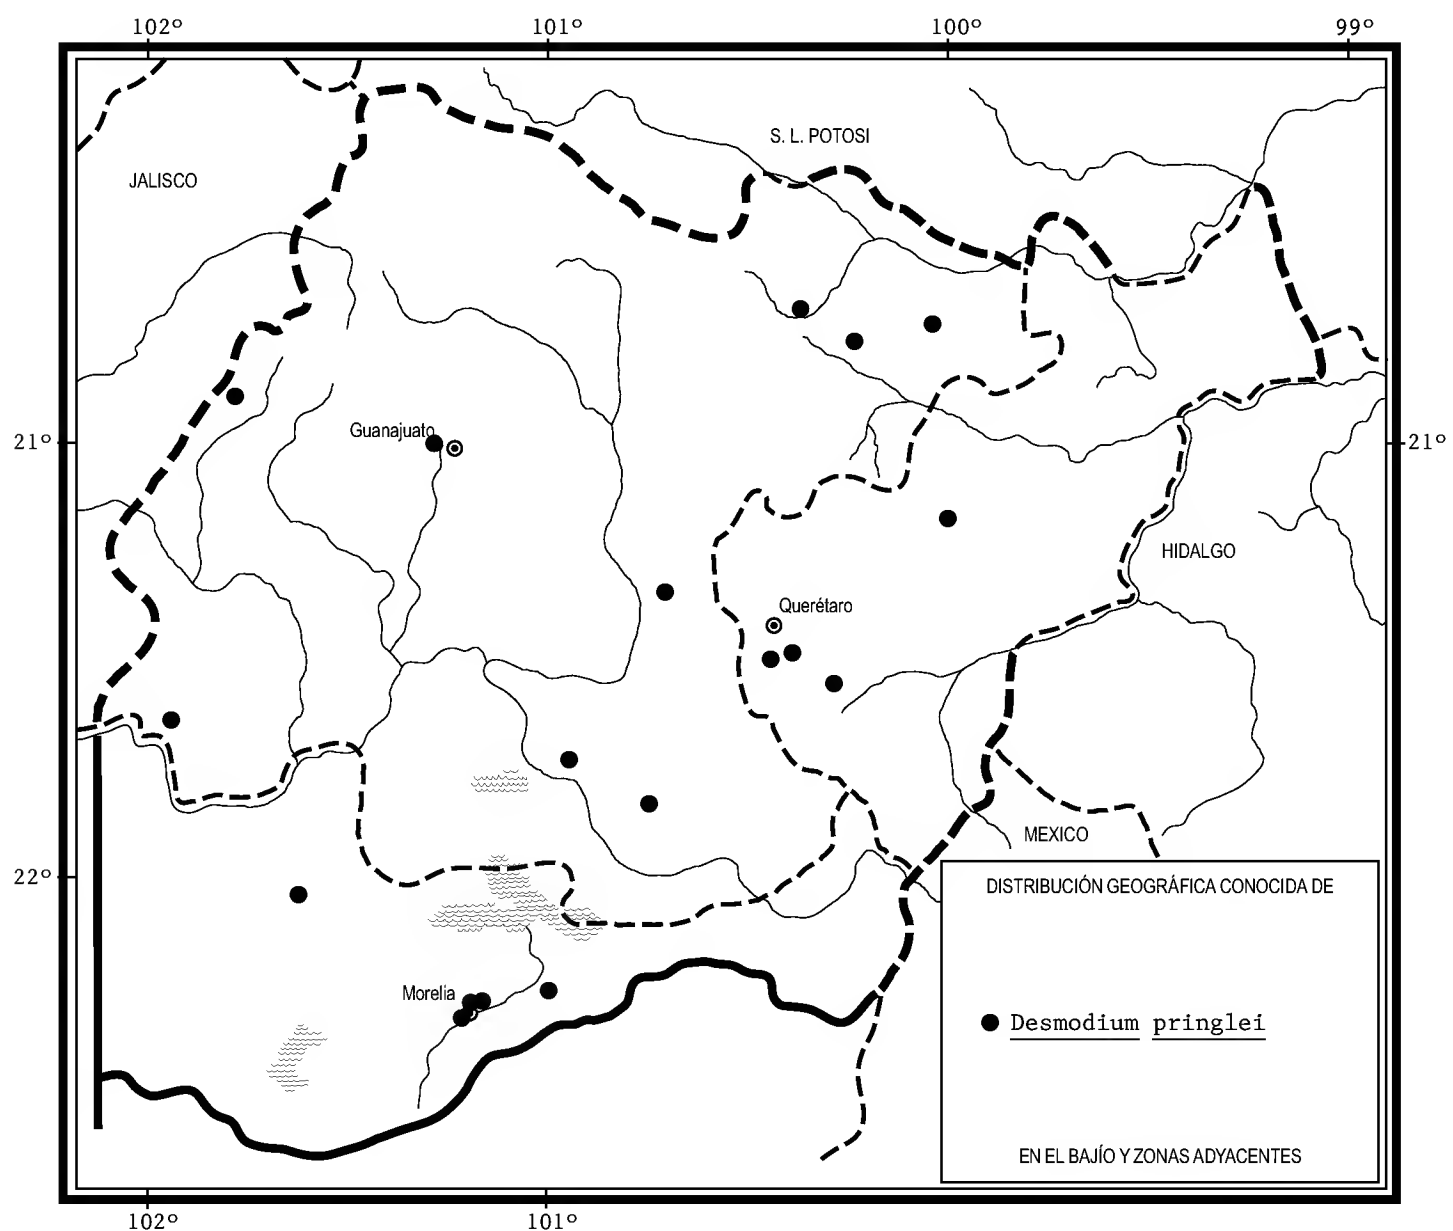 102º 101º 100º 99º
S. L. POTOSI
JALISCO
Guanajuato
21º 21º
HIDALGO
Querétaro
MEXICO
22º
DISTRIBUCIÓN GEOGRÁFICA CONOCIDA DE
Morelia
Desmodium pringlei
EN EL BAJÍO Y ZONAS ADYACENTES
102º 101º